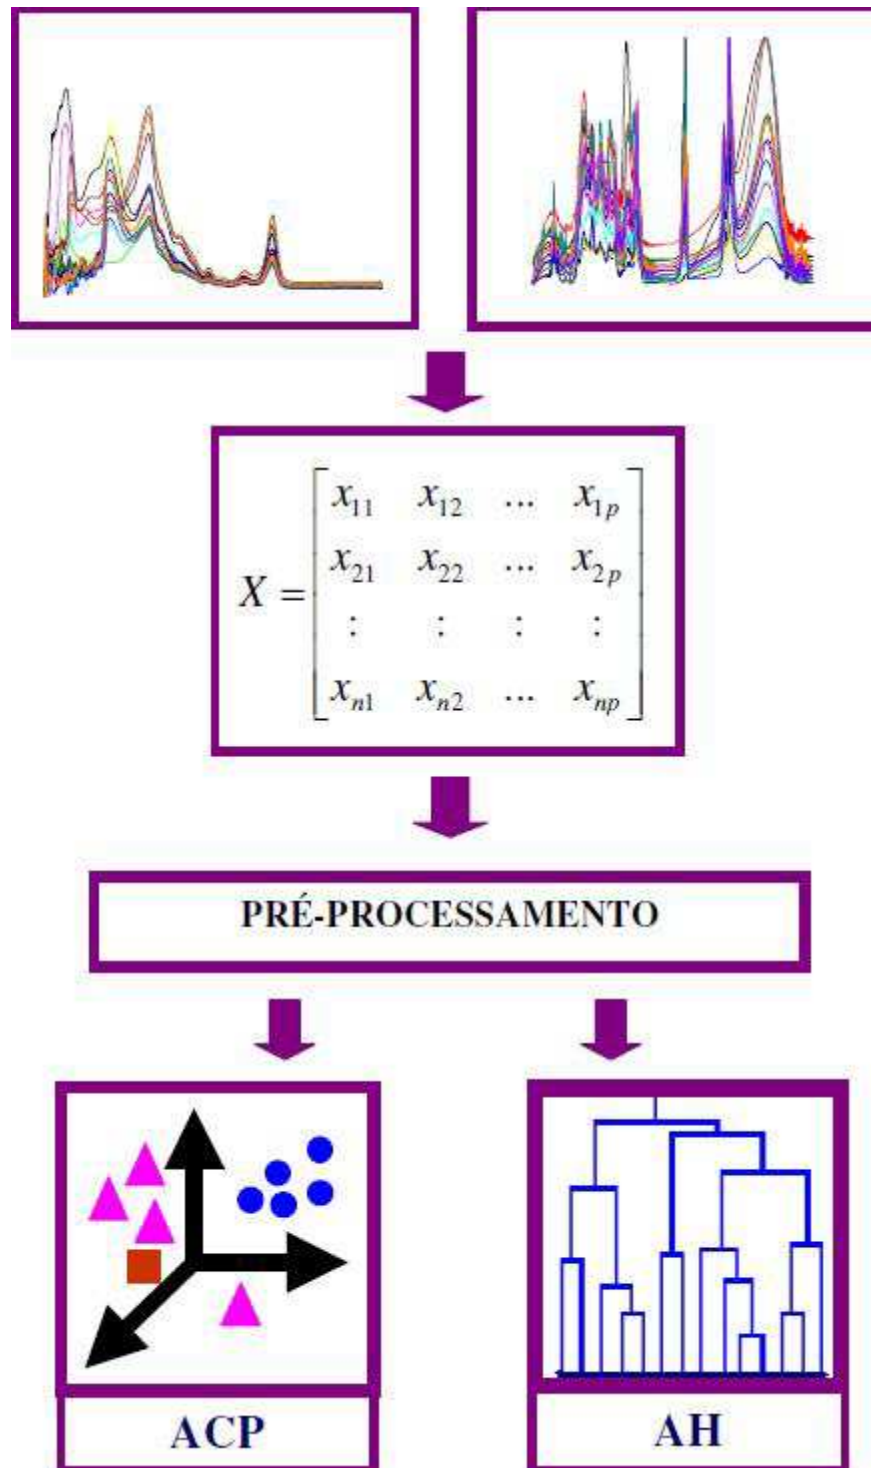 X = [ x11 x12 ... x1p
x21 x22 ... x2p
: : : :
xn1 xn2 ... xnp ]
PRÉ-PROCESSAMENTO
ACP
AH